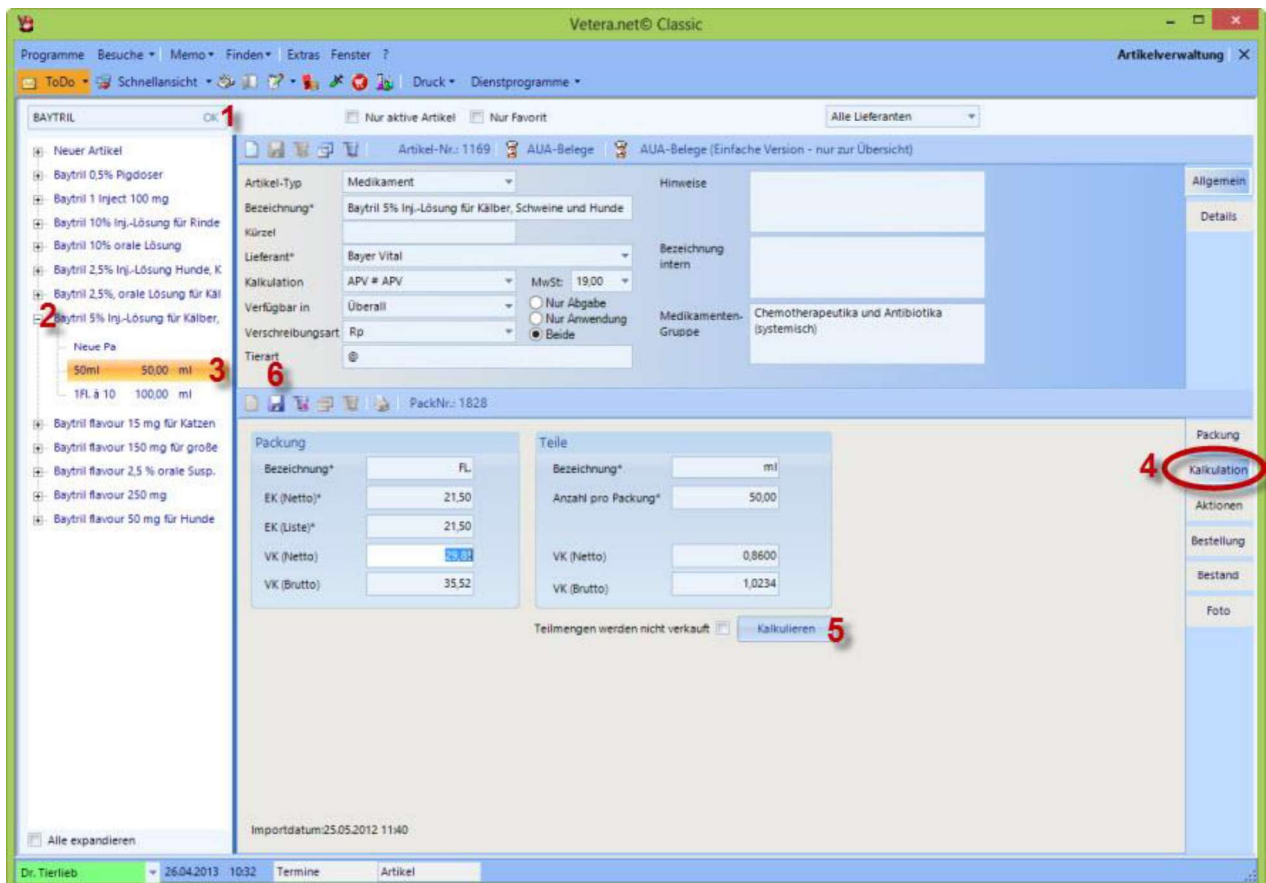 Vetera.net© Classic
Programme Besuche Memo Finden Extras Fenster ? Artikelverwaltung X
ToDo Schnellansicht Druck Dienstprogramme
BAYTRIL OK 1 Nur aktive Artikel Nur Favorit Alle Lieferanten
Neuer Artikel
Baytril 0,5% Pigdoser
Baytril 1 Inject 100 mg
Baytril 10% Inj.-Lösung für Rinde
Baytril 10% orale Lösung
Baytril 2,5% Inj.-Lösung Hunde, K
Baytril 2,5%, orale Lösung für Käl
2 Baytril 5% Inj.-Lösung für Kälber,
Neue Pa
50ml 50,00 ml 3
1Fl. à 10 100,00 ml
Baytril flavour 15 mg für Katzen
Baytril flavour 150 mg für große
Baytril flavour 2,5 % orale Susp.
Baytril flavour 250 mg
Baytril flavour 50 mg für Hunde
Alle expandieren
Artikel-Nr.: 1169 AUA-Belege AUA-Belege (Einfache Version - nur zur Übersicht)
Artikel-Typ Medikament
Bezeichnung* Baytril 5% Inj.-Lösung für Kälber, Schweine und Hunde
Kürzel
Lieferant* Bayer Vital
Kalkulation APV # APV MwSt: 19,00
Verfügbar in Überall
Verschreibungsart Rp
Tierart @
Nur Abgabe
Nur Anwendung
Beide
Hinweise
Bezeichnung
intern
Medikamenten-
Gruppe
Chemotherapeutika und Antibiotika
(systemisch)
Allgemein
Details
6
PackNr.: 1828
Packung
Bezeichnung* FL.
EK (Netto)* 21,50
EK (Liste)* 21,50
VK (Netto)
VK (Brutto) 35,52
Teile
Bezeichnung* ml
Anzahl pro Packung* 50,00
VK (Netto) 0,8600
VK (Brutto) 1,0234
Teilmengen werden nicht verkauft Kalkulieren 5
Packung
4 Kalkulation
Aktionen
Bestellung
Bestand
Foto
Importdatum:25.05.2012 11:40
Dr. Tierlieb 26.04.2013 10:32 Termine Artikel